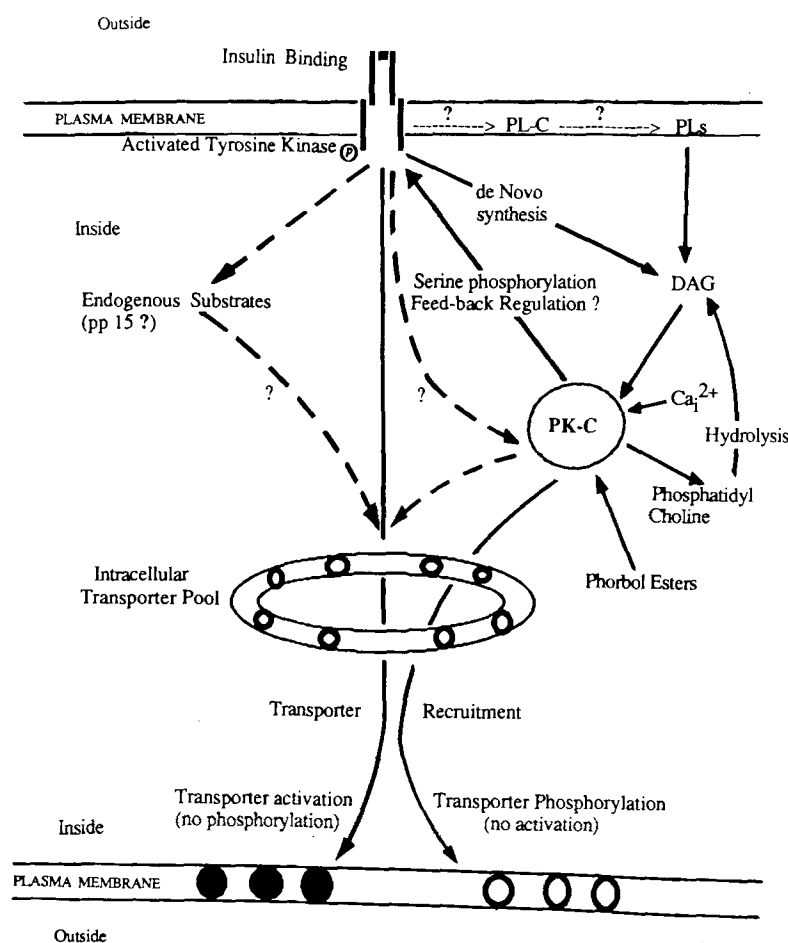 Outside
Insulin Binding
PLASMA MEMBRANE
? ?
PL-C PLs
Activated Tyrosine Kinase P
de Novo
synthesis
Inside
Serine phosphorylation
Feed-back Regulation ?
DAG
Endogenous Substrates
(pp 15 ?)
? ?
Cai2+
PK-C
Hydrolysis
Phosphatidyl
Choline
Intracellular
Transporter Pool
Phorbol Esters
Transporter Recruitment
Transporter activation
(no phosphorylation)
Transporter Phosphorylation
(no activation)
Inside
PLASMA MEMBRANE
Outside